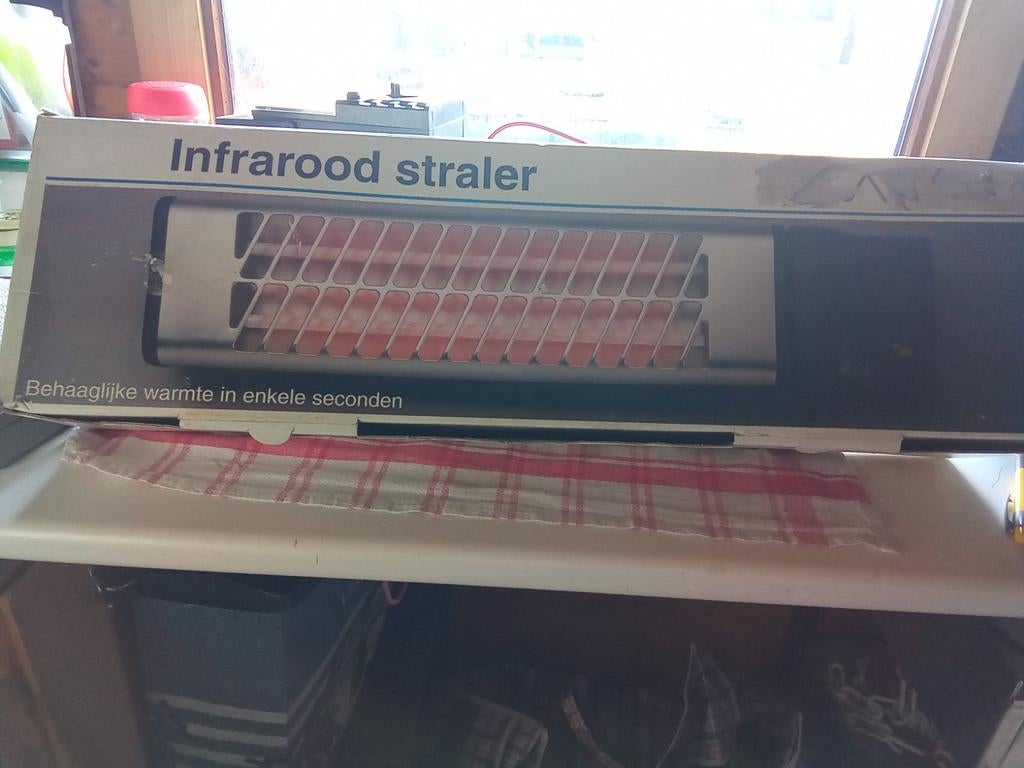 Infrarood straler
Behaaglijke warmte in enkele seconden